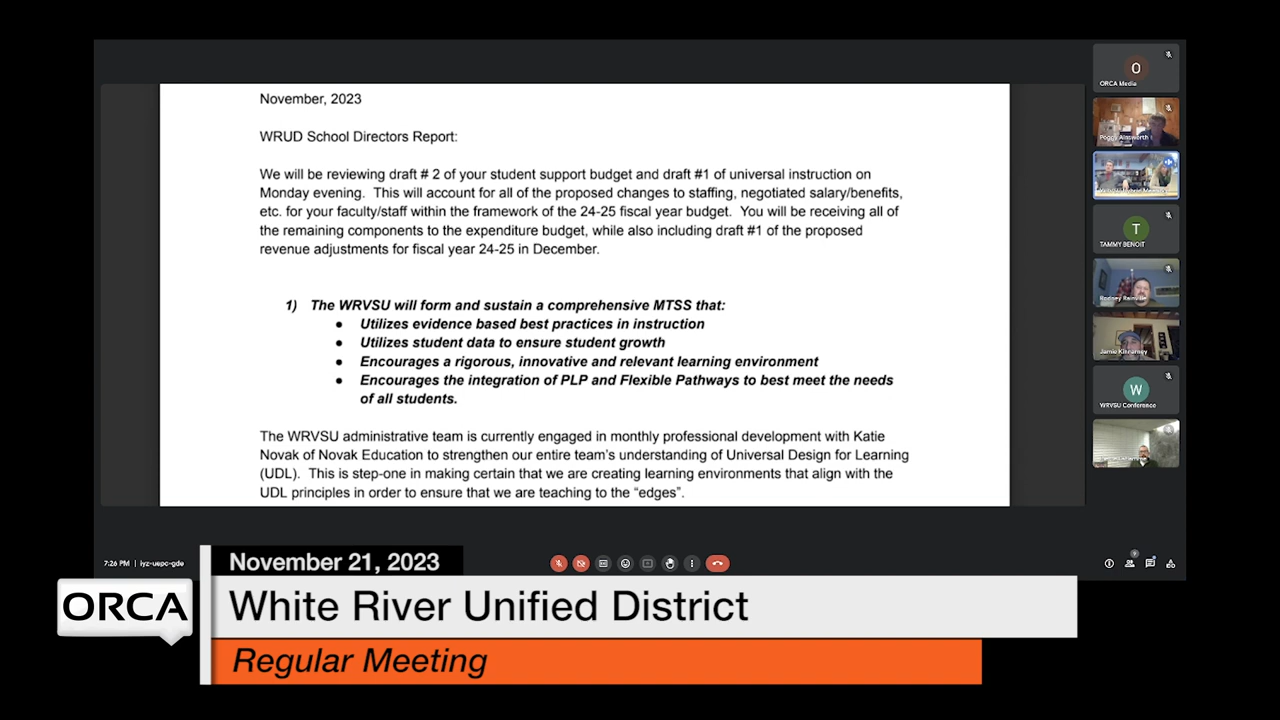 November, 2023
WRUD School Directors Report:
We will be reviewing draft # 2 of your student support budget and draft #1 of universal instruction on
Monday evening. This will account for all of the proposed changes to staffing, negotiated salary/benefits,
etc. for your faculty/staff within the framework of the 24-25 fiscal year budget. You will be receiving all of
the remaining components to the expenditure budget, while also including draft #1 of the proposed
revenue adjustments for fiscal year 24-25 in December.
1) The WRVSU will form and sustain a comprehensive MTSS that:
● Utilizes evidence based best practices in instruction
● Utilizes student data to ensure student growth
● Encourages a rigorous, innovative and relevant learning environment
● Encourages the integration of PLP and Flexible Pathways to best meet the needs
of all students.
The WRVSU administrative team is currently engaged in monthly professional development with Katie
Novak of Novak Education to strengthen our entire team's understanding of Universal Design for Learning
(UDL). This is step-one in making certain that we are creating learning environments that align with the
UDL principles in order to ensure that we are teaching to the “edges”.
O
ORCA Media
Peggy Ainsworth
T
TAMMY BENOIT
Rodney Rainville
Jamie Kinnarney
W
WRVSU Conference
7:26 PM | iyz-uepc-gde
9
November 21, 2023
ORCA
White River Unified District
Regular Meeting